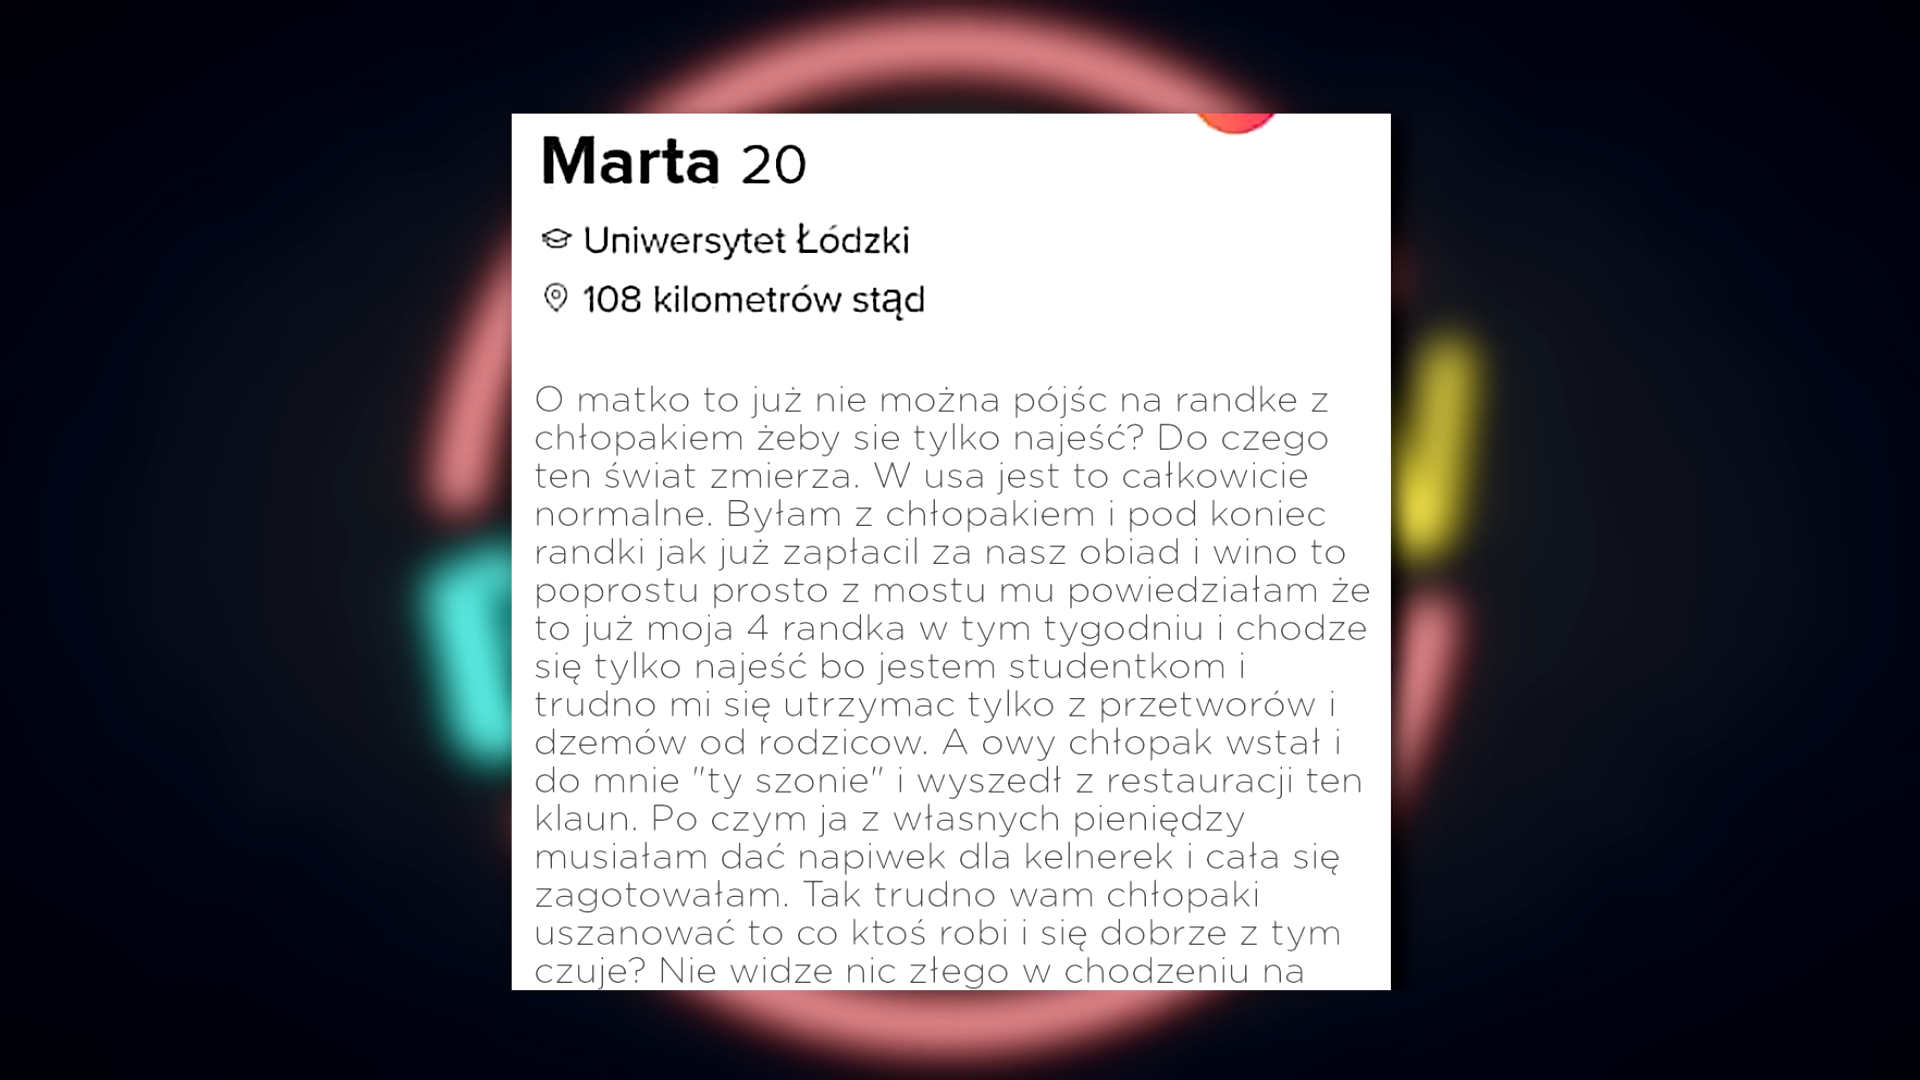 Marta 20
Uniwersytet Łódzki
108 kilometrów stąd
O matko to już nie można pójśc na randke z
chłopakiem żeby sie tylko najeść? Do czego
ten świat zmierza. W usa jest to całkowicie
normalne. Byłam z chłopakiem i pod koniec
randki jak już zapłacil za nasz obiad i wino to
poprostu prosto z mostu mu powiedziałam że
to już moja 4 randka w tym tygodniu i chodze
się tylko najeść bo jestem studentkom i
trudno mi się utrzymac tylko z przetworów i
dzemów od rodzicow. A owy chłopak wstał i
do mnie "ty szonie" i wyszedł z restauracji ten
klaun. Po czym ja z własnych pieniędzy
musiałam dać napiwek dla kelnerek i cała się
zagotowałam. Tak trudno wam chłopaki
uszanować to co ktoś robi i się dobrze z tym
czuje? Nie widze nic złego w chodzeniu na